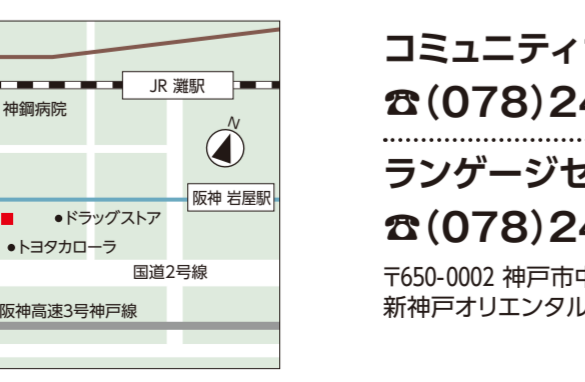 JR 灘駅
神鋼病院
N
阪神 岩屋駅
●ドラッグストア
●トヨタカローラ
国道2号線
阪神高速3号神戸線
コミュニティ
☎(078)24
ランゲージセ
☎(078)24
〒650-0002 神戸市中
新神戸オリエンタル